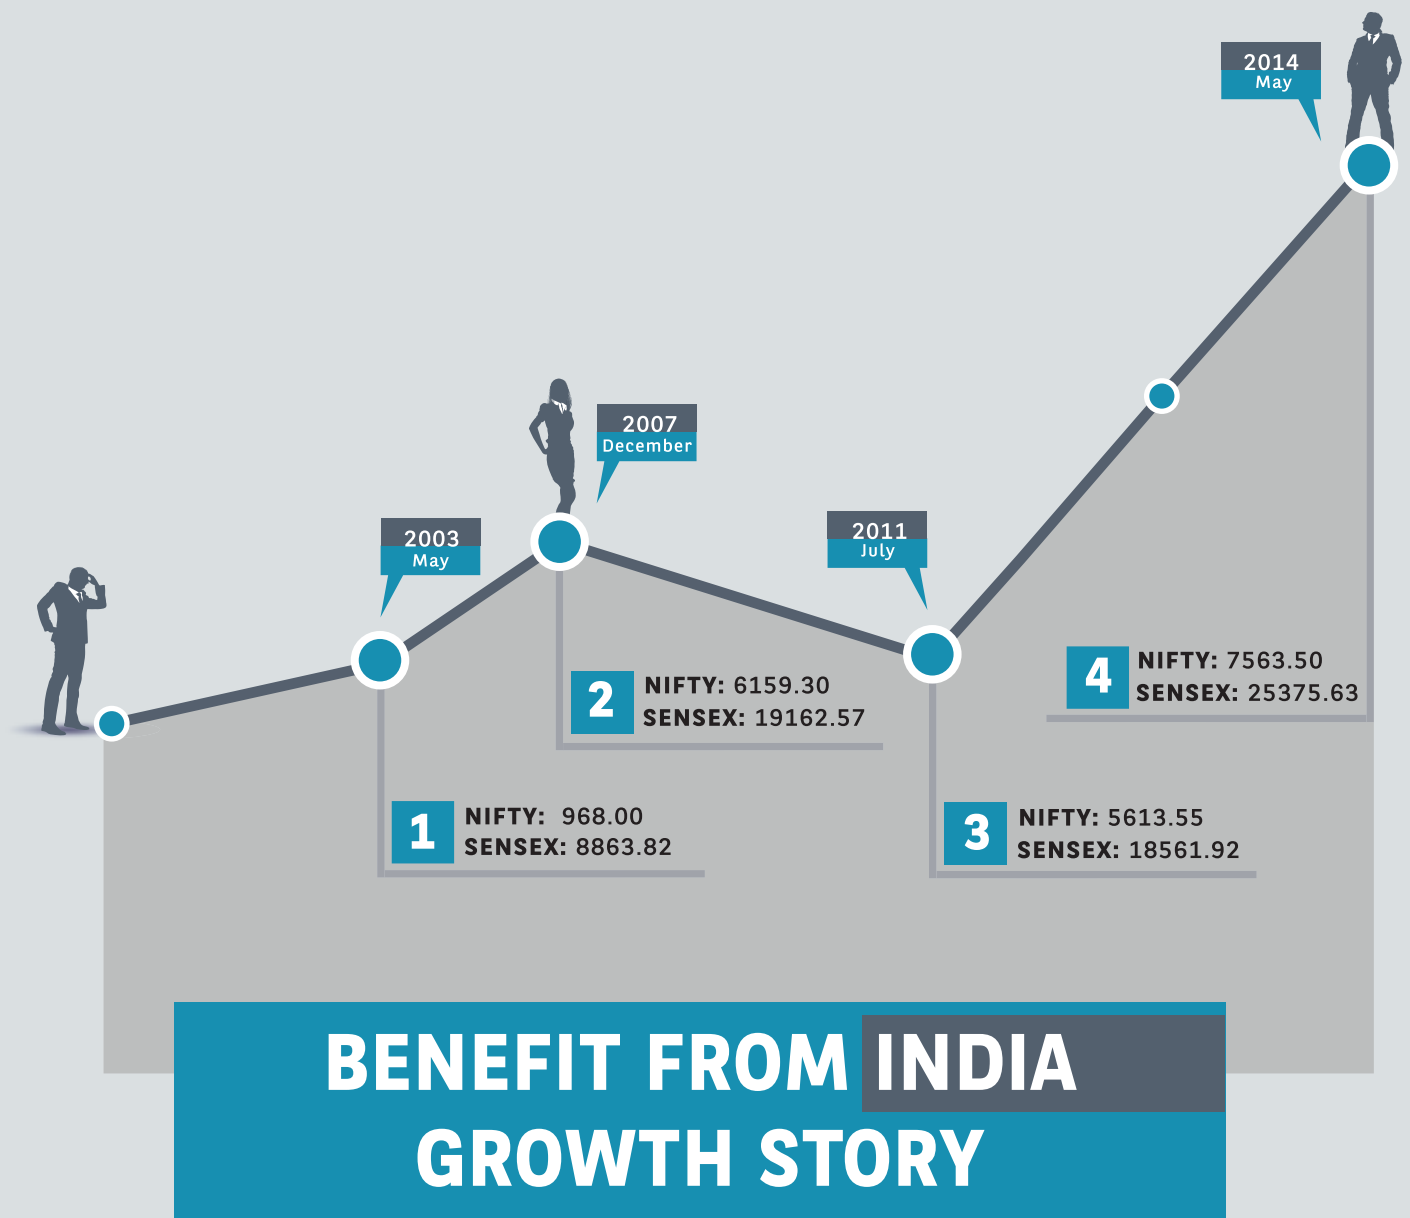 2014
May
2007
December
2011
July
2003
May
4
NIFTY: 7563.50
SENSEX: 25375.63
2
NIFTY: 6159.30
SENSEX: 19162.57
1
NIFTY: 968.00
SENSEX: 8863.82
3
NIFTY: 5613.55
SENSEX: 18561.92
BENEFIT FROM INDIA
GROWTH STORY